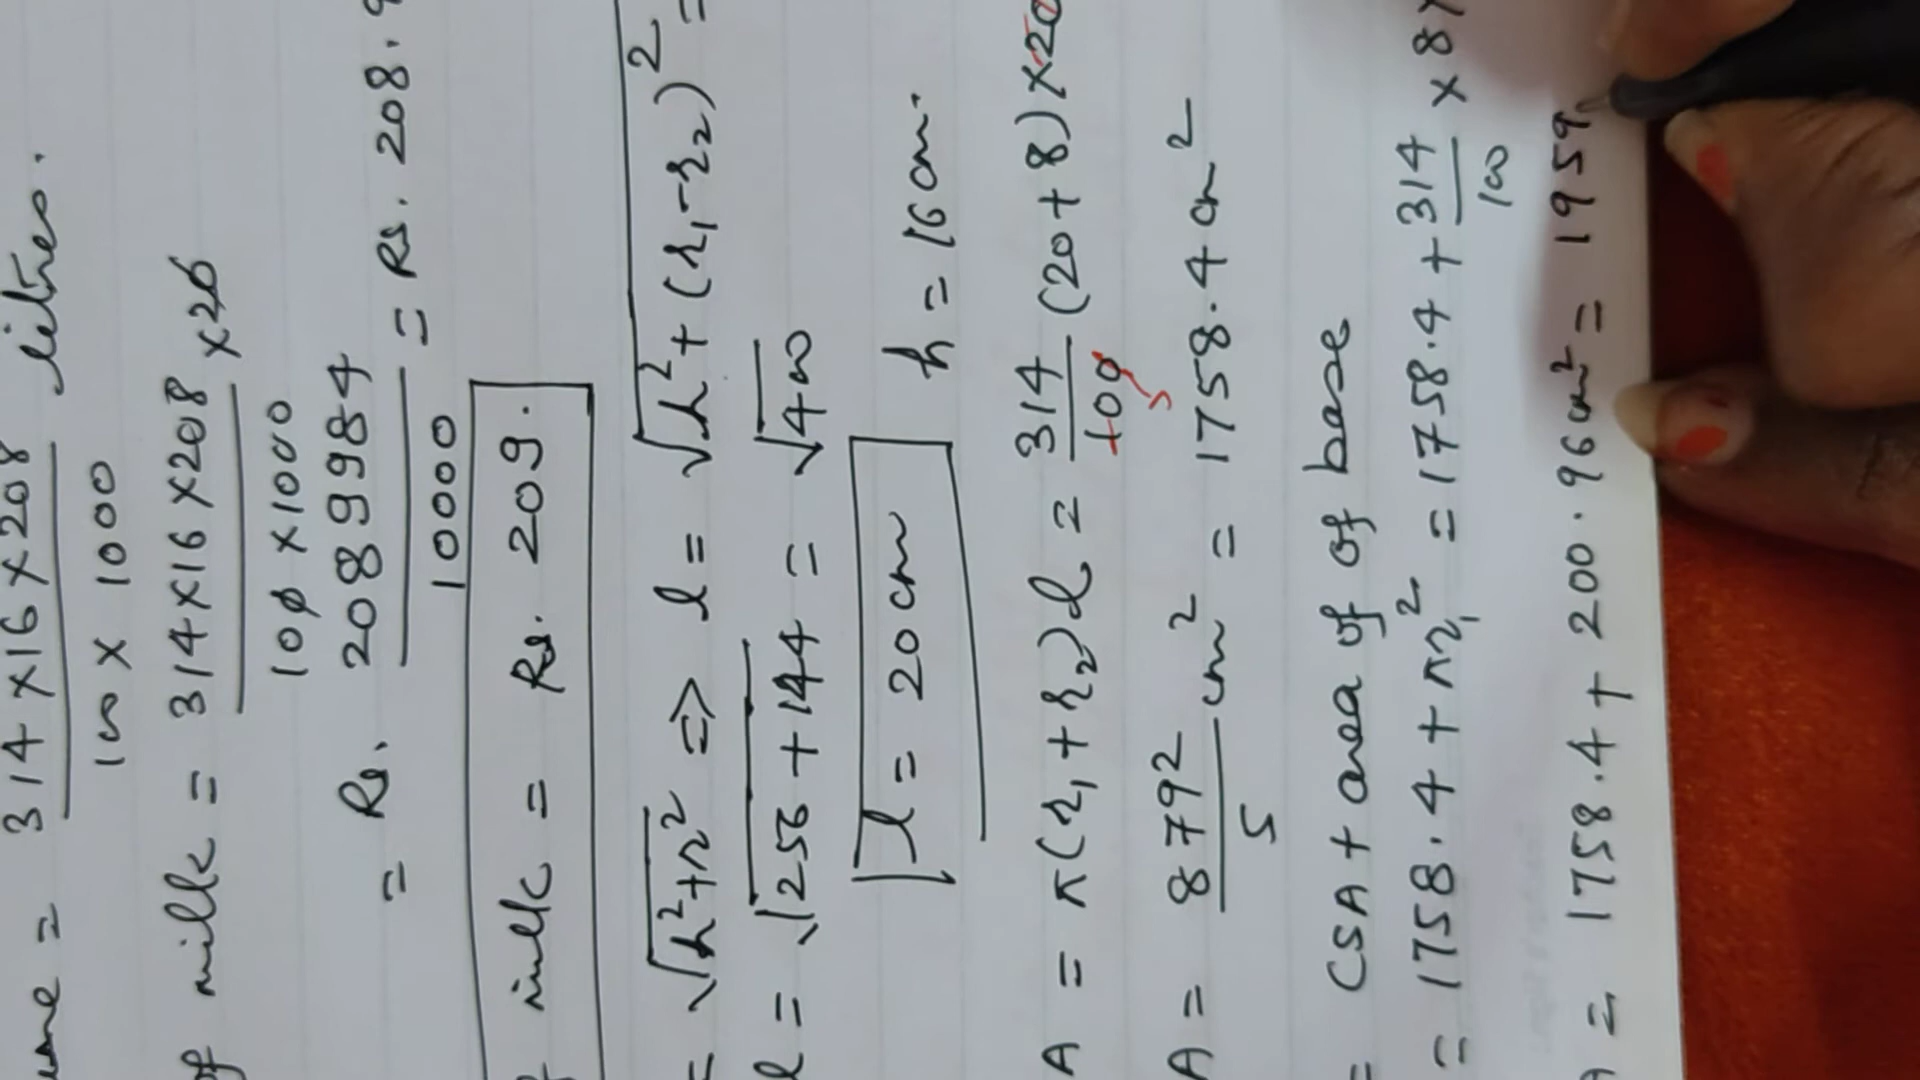 = 314 × 16 × 208 / 100 × 1000 litres.
of milk = 314 × 16 × 208 × 20 / 100 × 1000
= Rs. 2089984 / 10000 = Rs. 208.9
milk = Rs. 209.
= √h²+r² => l = √h² + (r₁-r₂)² =
l = √256 + 144 = √400
l = 20 cm h = 16 cm.
A = π(r₁ + r₂)l = 314/100 (20 + 8) × 20
A = 8792/5 cm² = 1758.4 cm²
= CSA + area of of base
= 1758.4 + πr₁² = 1758.4 + 314/100 × 8 ×
A = 1758.4 + 200.96 cm² = 1959.